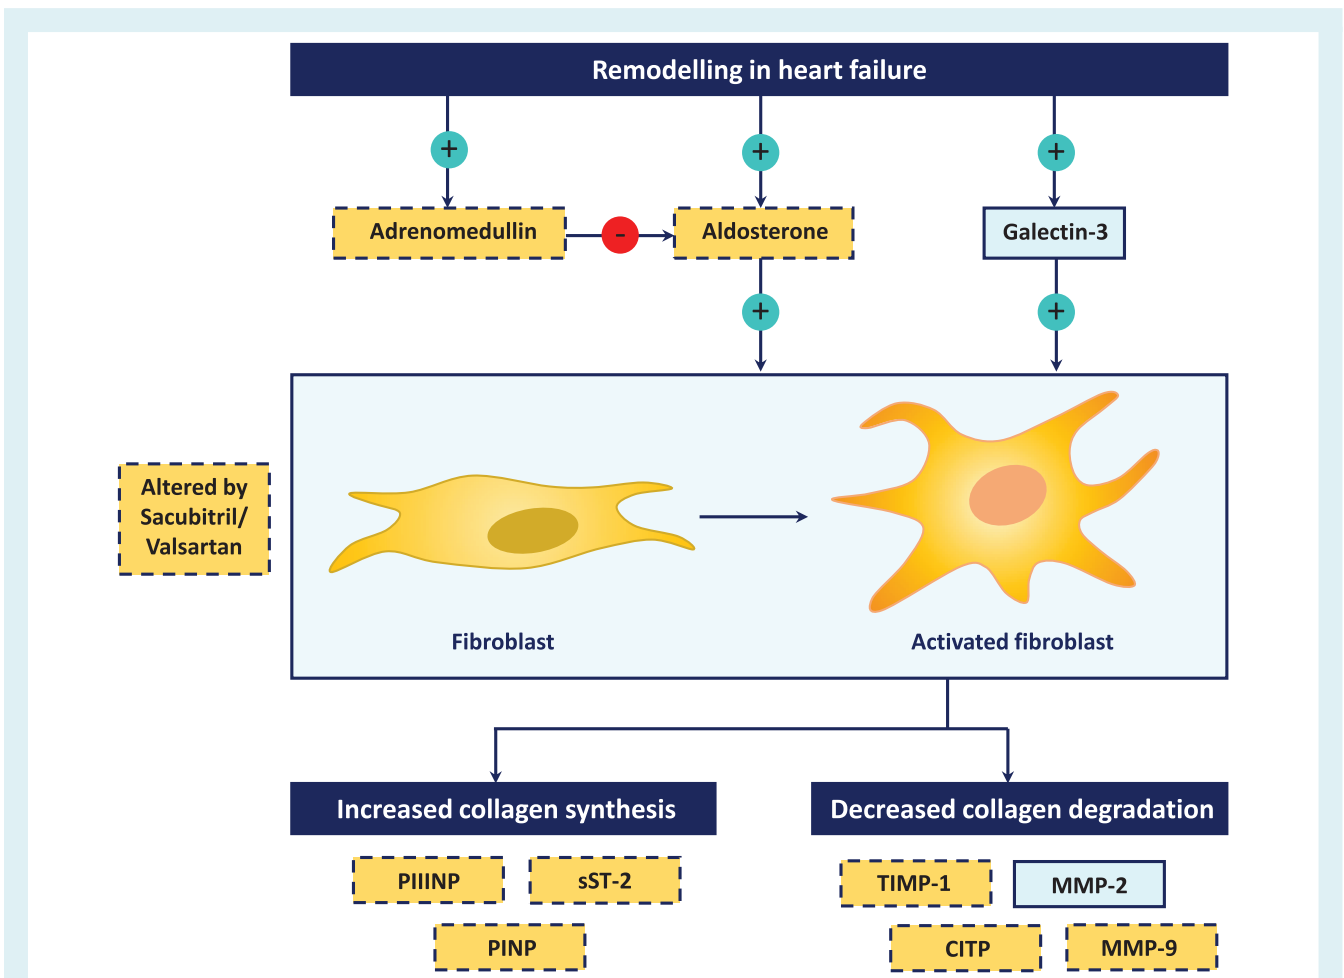 Remodelling in heart failure
+
+
+
Adrenomedullin
-
Aldosterone
Galectin-3
+
+
Altered by
Sacubitril/
Valsartan
Fibroblast
Activated fibroblast
Increased collagen synthesis
Decreased collagen degradation
PIIINP
sST-2
TIMP-1
MMP-2
PINP
CITP
MMP-9